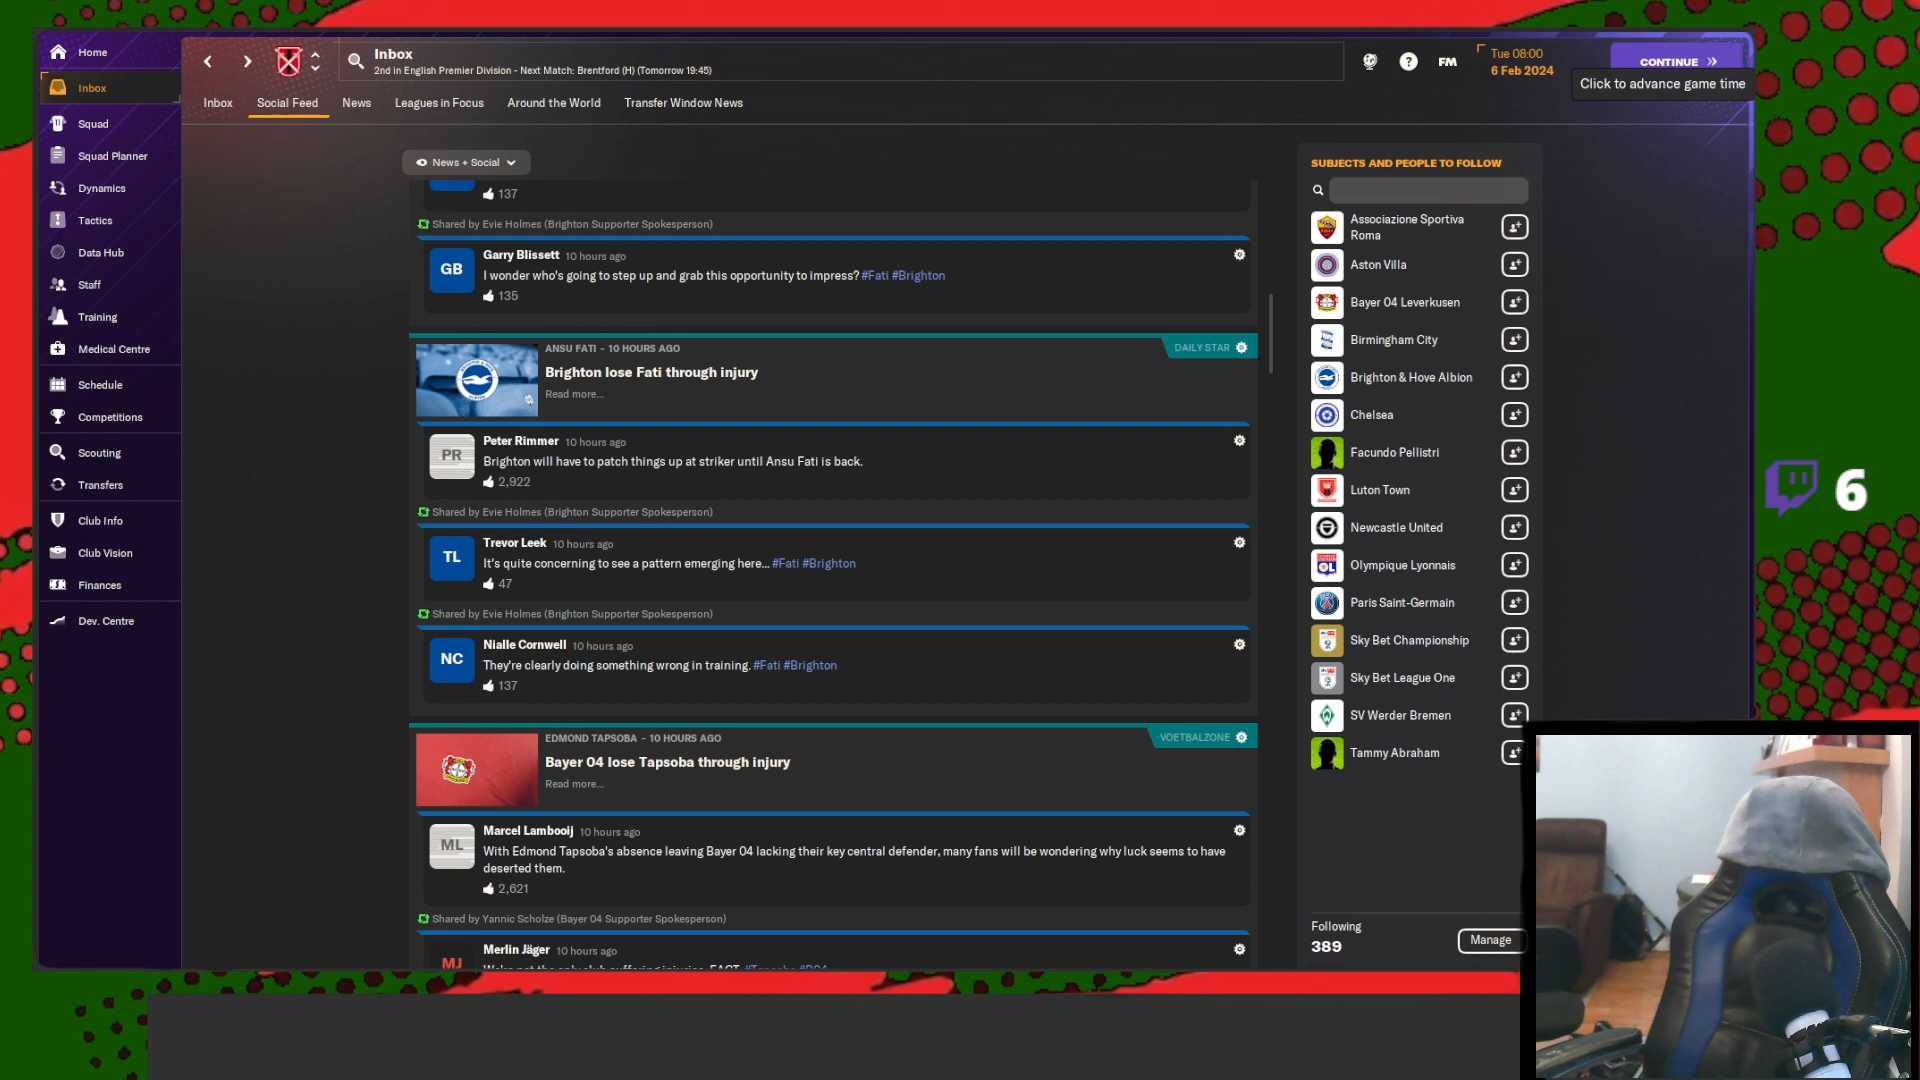 Home
Inbox
Squad
Squad Planner
Dynamics
Tactics
Data Hub
Staff
Training
Medical Centre
Schedule
Competitions
Scouting
Transfers
Club Info
Club Vision
Finances
Dev. Centre
Inbox
2nd in English Premier Division - Next Match: Brentford (H) (Tomorrow 19:45)
FM
Tue 08:00
6 Feb 2024
CONTINUE
Click to advance game time
Inbox
Social Feed
News
Leagues in Focus
Around the World
Transfer Window News
News + Social
137
Shared by Evie Holmes (Brighton Supporter Spokesperson)
GB
Garry Blissett 10 hours ago
I wonder who's going to step up and grab this opportunity to impress? #Fati #Brighton
135
ANSU FATI - 10 HOURS AGO
DAILY STAR
Brighton lose Fati through injury
Read more...
PR
Peter Rimmer 10 hours ago
Brighton will have to patch things up at striker until Ansu Fati is back.
2,922
Shared by Evie Holmes (Brighton Supporter Spokesperson)
TL
Trevor Leek 10 hours ago
It's quite concerning to see a pattern emerging here... #Fati #Brighton
47
Shared by Evie Holmes (Brighton Supporter Spokesperson)
NC
Nialle Cornwell 10 hours ago
They're clearly doing something wrong in training. #Fati #Brighton
137
EDMOND TAPSOBA - 10 HOURS AGO
VOETBALZONE
Bayer 04 lose Tapsoba through injury
Read more...
ML
Marcel Lambooij 10 hours ago
With Edmond Tapsoba's absence leaving Bayer 04 lacking their key central defender, many fans will be wondering why luck seems to have
deserted them.
2,621
Shared by Yannic Scholze (Bayer 04 Supporter Spokesperson)
MJ
Merlin Jäger 10 hours ago
We're not the only club suffering injuries. FACT. #Tapsoba #B04
SUBJECTS AND PEOPLE TO FOLLOW
Associazione Sportiva
Roma
Aston Villa
Bayer 04 Leverkusen
Birmingham City
Brighton & Hove Albion
Chelsea
Facundo Pellistri
Luton Town
Newcastle United
Olympique Lyonnais
Paris Saint-Germain
Sky Bet Championship
Sky Bet League One
SV Werder Bremen
Tammy Abraham
Following
389
Manage
6